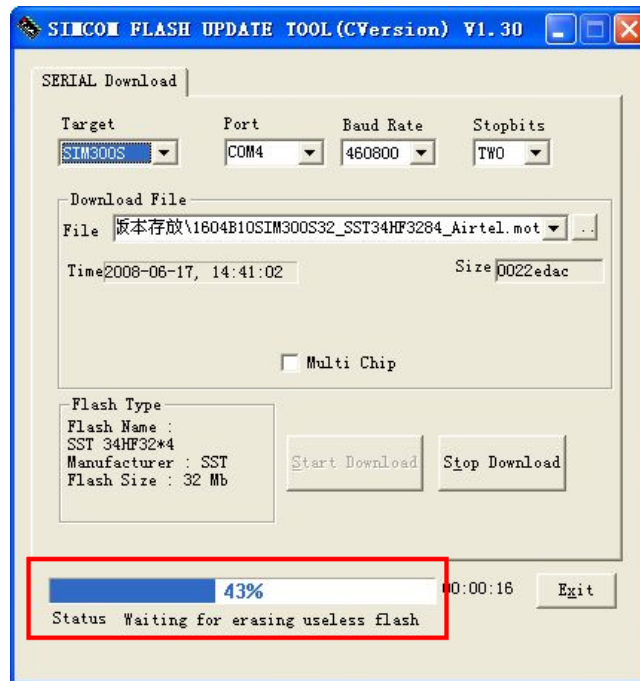 SIMCOM FLASH UPDATE TOOL(CVersion) V1.30
SERIAL Download
Target Port Baud Rate Stopbits
SIM300S COM4 460800 TWO
Download File
File 版本存放\1604B10SIM300S32_SST34HF3284_Airtel.mot ..
Time 2008-06-17, 14:41:02 Size 0022edac
Multi Chip
Flash Type
Flash Name :
SST 34HF32*4
Manufacturer : SST
Flash Size : 32 Mb
Start Download Stop Download
43% 00:00:16 Exit
Status Waiting for erasing useless flash